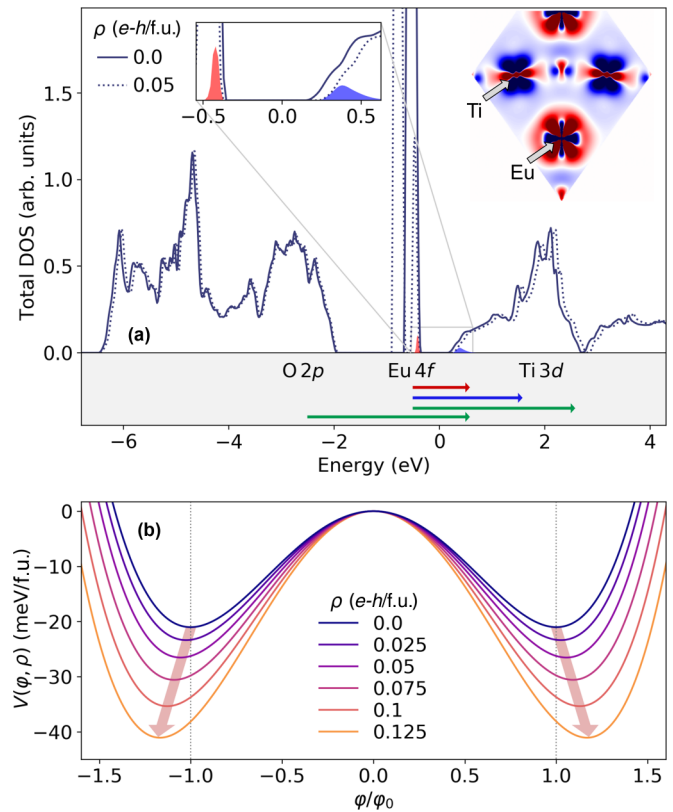 ρ (e-h/f.u.)
0.0
0.05
−0.5 0.0 0.5
Ti
Eu
Total DOS (arb. units)
1.5
1.0
0.5
0.0
(a)
O 2p Eu 4f Ti 3d
−6 −4 −2 0 2 4
Energy (eV)
(b)
V(φ, ρ) (meV/f.u.)
0
−10
−20
−30
−40
ρ (e-h/f.u.)
0.0
0.025
0.05
0.075
0.1
0.125
−1.5 −1.0 −0.5 0.0 0.5 1.0 1.5
φ/φ₀